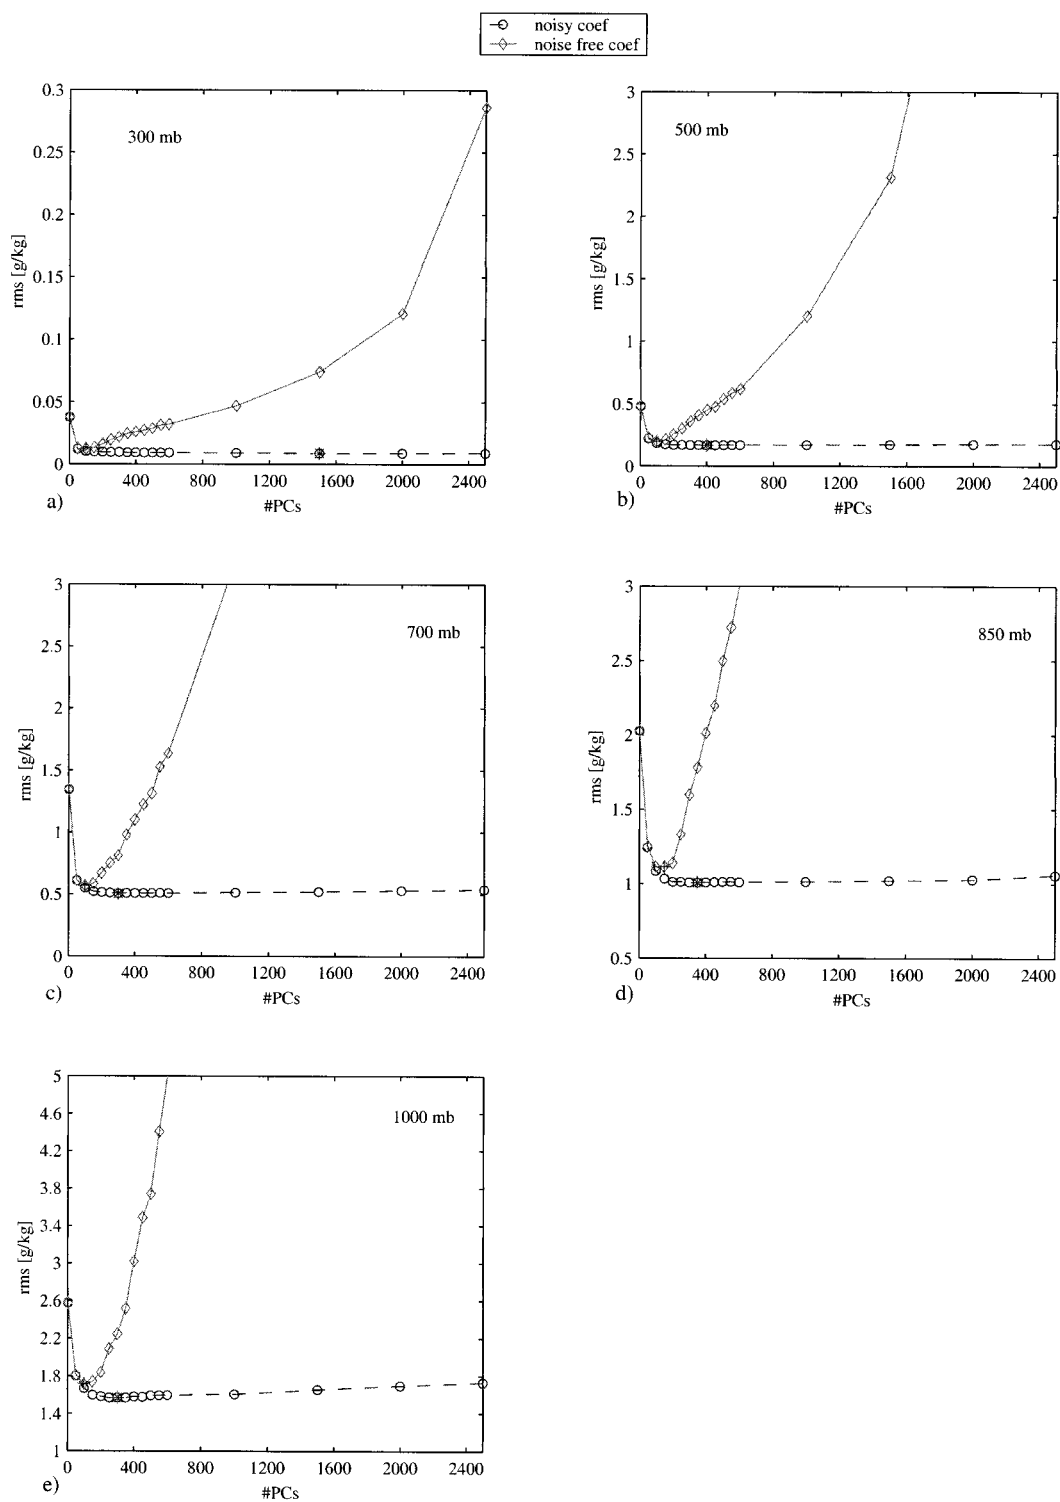 noisy coef
noise free coef
0.3
0.25
0.2
0.15
0.1
0.05
0
rms [g/kg]
300 mb
0 400 800 1200 1600 2000 2400
#PCs
a)
3
2.5
2
1.5
1
0.5
0
rms [g/kg]
500 mb
0 400 800 1200 1600 2000 2400
#PCs
b)
3
2.5
2
1.5
1
0.5
0
rms [g/kg]
700 mb
0 400 800 1200 1600 2000 2400
#PCs
c)
3
2.5
2
1.5
1
0.5
rms [g/kg]
850 mb
0 400 800 1200 1600 2000 2400
#PCs
d)
5
4.6
4.2
3.8
3.4
3
2.6
2.2
1.8
1.4
1
rms [g/kg]
1000 mb
0 400 800 1200 1600 2000 2400
#PCs
e)